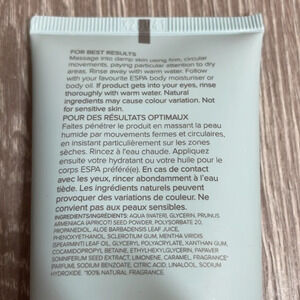 FOR BEST RESULTS
Massage into damp skin using firm, circular
movements, paying particular attention to dry
areas. Rinse away with warm water. Follow
with your favourite ESPA body moisturiser or
body oil. If product gets into your eyes, rinse
thoroughly with warm water. Natural
ingredients may cause colour variation. Not
for sensitive skin.
POUR DES RÉSULTATS OPTIMAUX
Faites pénétrer le produit en massant la peau
humide par mouvements fermes et circulaires,
en insistant particulièrement sur les zones
sèches. Rincez à l'eau chaude. Appliquez
ensuite votre hydratant ou votre huile pour le
corps ESPA préféré(e). En cas de contact
avec les yeux, rincer abondamment à l'eau
tiède. Les ingrédients naturels peuvent
provoquer des variations de couleur. Ne
convient pas aux peaux sensibles.
INGREDIENTS/INGRÉDIENTS: AQUA (WATER), GLYCERIN, PRUNUS
ARMENIACA (APRICOT) SEED POWDER, POLYSORBATE 20,
PROPANEDIOL, ALOE BARBADENSIS LEAF JUICE,
PHENOXYETHANOL, SCLEROTIUM GUM, MENTHA VIRIDIS
(SPEARMINT) LEAF OIL, GLYCERYL POLYACRYLATE, XANTHAN GUM,
COCAMIDOPROPYL BETAINE, ETHYLHEXYLGLYCERIN, PAPAVER
SOMNIFERUM SEED EXTRACT, LIMONENE, CARAMEL, FRAGRANCE*
(PARFUM), SODIUM BENZOATE, CITRIC ACID, LINALOOL, SODIUM
HYDROXIDE. *100% NATURAL FRAGRANCE.